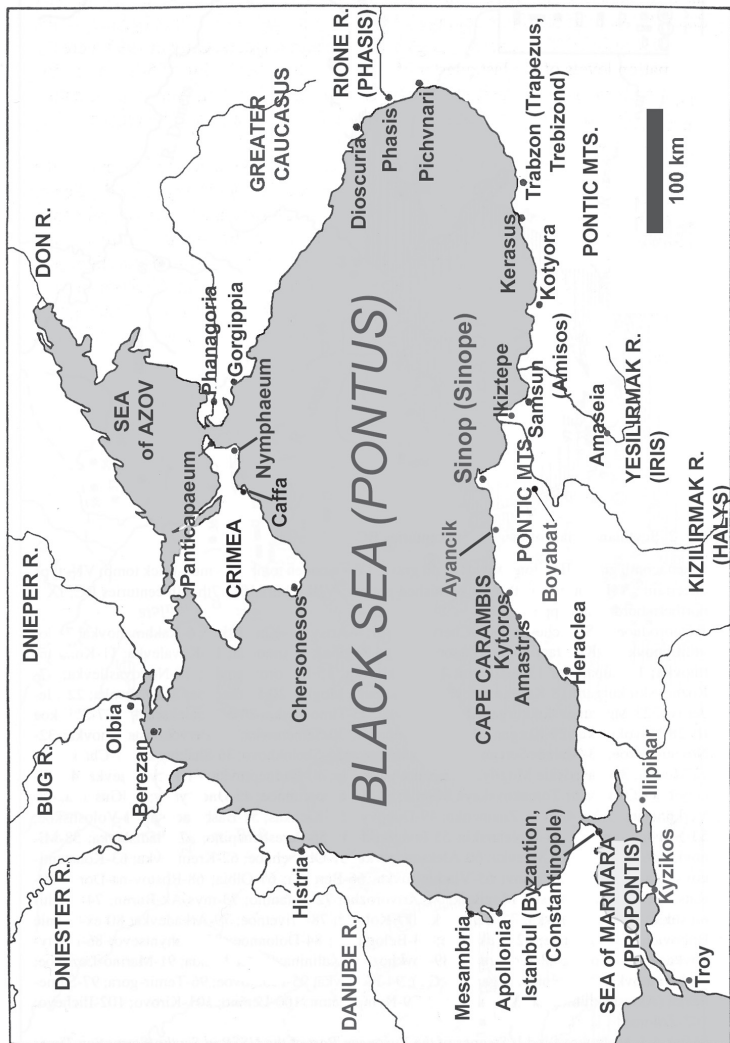 DNIESTER R.
BUG R.
DNIEPER R.
DON R.
Olbia
Berezan
SEA
of AZOV
GREATER
CAUCASUS
Panticapaeum
Phanagoria
Gorgippia
CRIMEA
Nymphaeum
Caffa
Histria
DANUBE R.
Chersonesos
RIONE R.
(PHASIS)
Dioscuria
Phasis
Pichvnari
BLACK SEA (PONTUS)
Mesambria
Apollonia
Istanbul (Byzantion,
Constantinople)
Sinop (Sinope)
Ayancik
CAPE CARAMBIS
Kytoros
Amastris
Heraclea
Ikiztepe
Samsun
(Amisos)
Kerasus
Kotyora
Trabzon (Trapezus,
Trebizond)
PONTIC MTS
Boyabat
PONTIC MTS.
Amaseia
YESILIRMAK R.
(IRIS)
SEA of MARMARA
(PROPONTIS)
Ilipinar
Kyzikos
Troy
KIZILIRMAK R.
(HALYS)
100 km